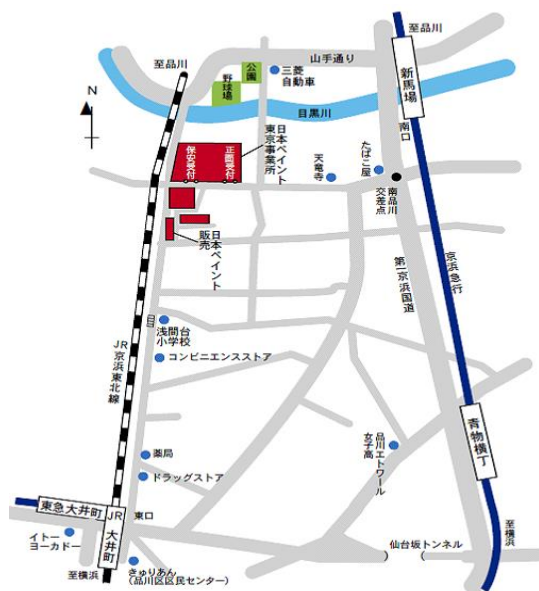 至品川
山手通り
至品川
公園
野球場
三菱
自動車
N
目黒川
新馬場
南口
日本ペイント
東京事業所
正面受付
保安受付
天竜寺
たばこ屋
南品川
交差点
日本ペイント
販売
第一京浜国道
京浜急行
浅間台
小学校
コンビニエンスストア
JR京浜東北線
品川エトワール
女子高
青物横丁
薬局
ドラッグストア
東急大井町
JR
大井町
東口
イトー
ヨーカドー
至横浜
きゅりあん
(品川区区民センター)
仙台坂トンネル
至横浜